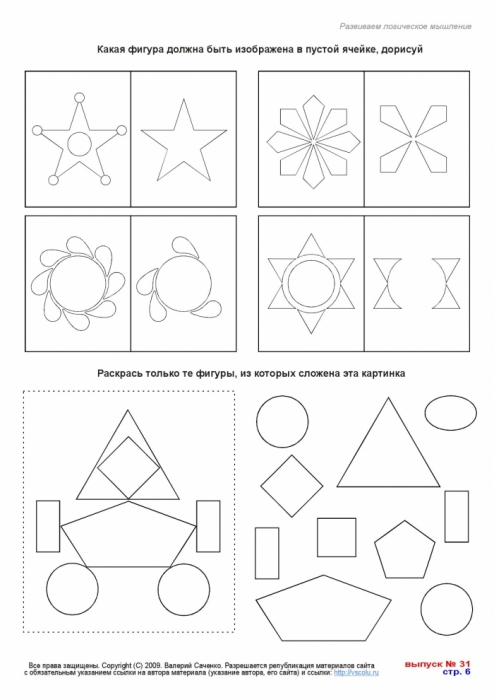 Развиваем логическое мышление
Какая фигура должна быть изображена в пустой ячейке, дорисуй
Раскрась только те фигуры, из которых сложена эта картинка
Все права защищены. Copyright (C) 2009. Валерий Саченко. Разрешается републикация материалов сайта
с обязательным указанием ссылки на автора материала (указание автора, его сайта) и ссылки: http://vscolu.ru
выпуск № 31
стр. 6